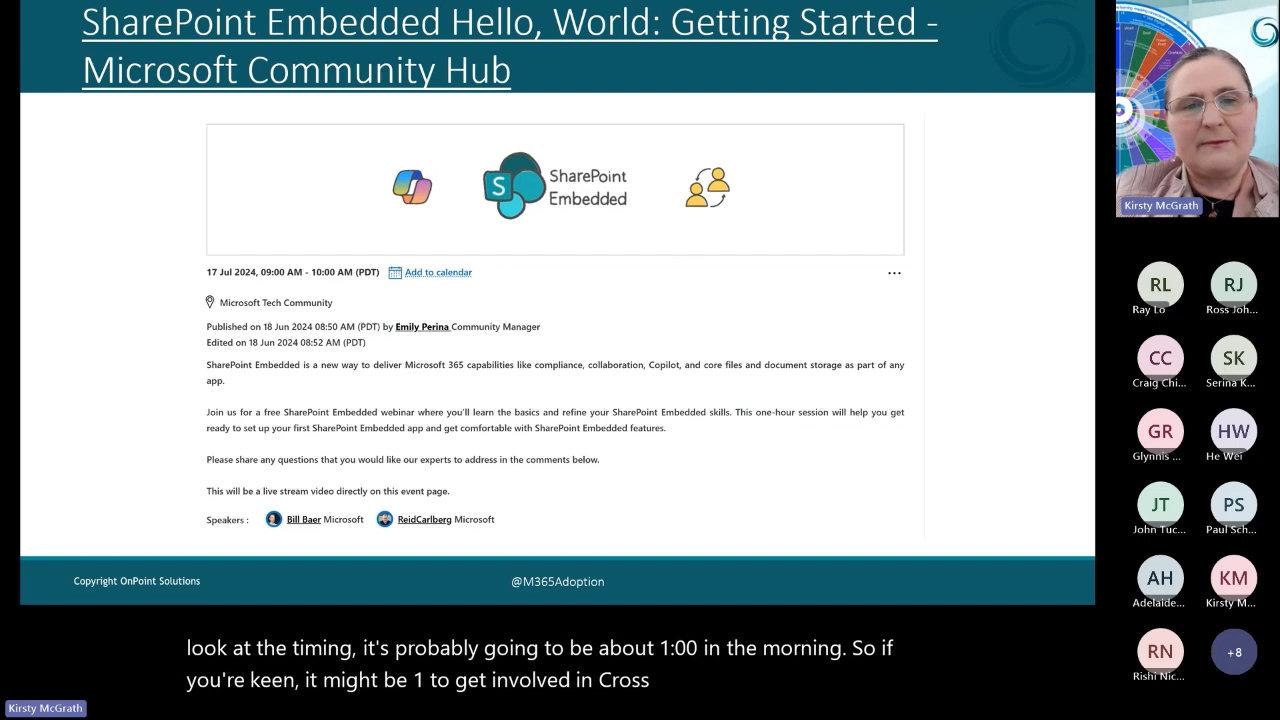 SharePoint Embedded Hello, World: Getting Started -
Microsoft Community Hub
S
SharePoint
Embedded
17 Jul 2024, 09:00 AM - 10:00 AM (PDT) Add to calendar
...
Microsoft Tech Community
Published on 18 Jun 2024 08:50 AM (PDT) by Emily Perina Community Manager
Edited on 18 Jun 2024 08:52 AM (PDT)
SharePoint Embedded is a new way to deliver Microsoft 365 capabilities like compliance, collaboration, Copilot, and core files and document storage as part of any
app.
Join us for a free SharePoint Embedded webinar where you'll learn the basics and refine your SharePoint Embedded skills. This one-hour session will help you get
ready to set up your first SharePoint Embedded app and get comfortable with SharePoint Embedded features.
Please share any questions that you would like our experts to address in the comments below.
This will be a live stream video directly on this event page.
Speakers : Bill Baer Microsoft ReidCarlberg Microsoft
Copyright OnPoint Solutions
@M365Adoption
look at the timing, it's probably going to be about 1:00 in the morning. So if
you're keen, it might be 1 to get involved in Cross
Kirsty McGrath
Kirsty McGrath
RL
Ray Lo
RJ
Ross Joh...
CC
Craig Chi...
SK
Serina K...
GR
Glynnis ...
HW
He Wei
JT
John Tuc...
PS
Paul Sch...
AH
Adelaide...
KM
Kirsty M...
RN
Rishi Nic...
+8